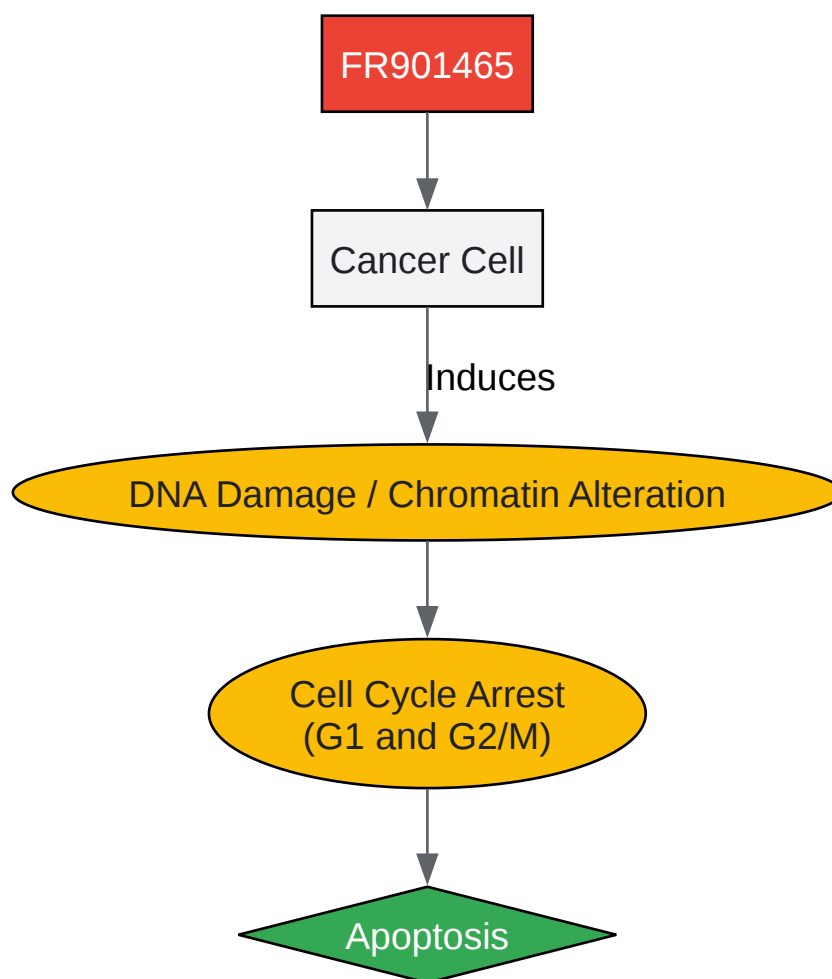 FR901465
Cancer Cell
Induces
DNA Damage / Chromatin Alteration
Cell Cycle Arrest
(G1 and G2/M)
Apoptosis